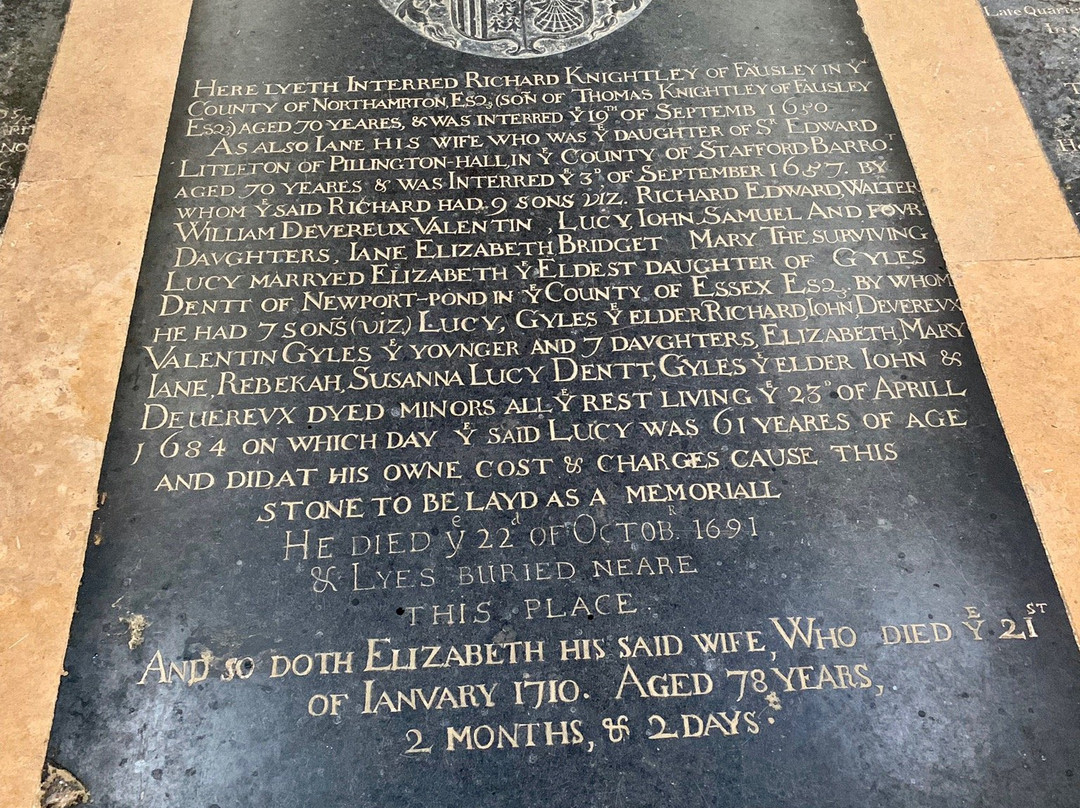 Late Quarte
HERE LYETH INTERRED RICHARD KNIGHTLEY OF FAUSLEY IN Yᴱ
COUNTY OF NORTHAMPTON, ESQ; (SOÑ OF THOMAS KNIGHTLEY OF FAUSLEY
ESQ;) AGED 70 YEARES, & WAS INTERRED Yᴱ 19ᵀᴴ OF SEPTEMB. 1650
AS ALSO IANE HIS WIFE WHO WAS Yᴱ DAUGHTER OF Sᴿ EDWARD
LITLETON OF PILLINGTON-HALL, IN Yᴱ COUNTY OF STAFFORD BARROᵀ.
AGED 70 YEARES & WAS INTERRED Yᴱ 3ᴰ OF SEPTEMBER 1657. BY
WHOM Yᴱ SAID RICHARD HAD 9 SONS VIZ. RICHARD EDWARD, WALTER
WILLIAM DEVEREUX VALENTIN, LUCY, IOHN, SAMUEL AND FOVR
DAVGHTERS, IANE ELIZABETH BRIDGET MARY THE SURVIVING
LUCY MARRYED ELIZABETH Yᴱ ELDEST DAUGHTER OF GYLES
DENTT OF NEWPORT-POND IN Yᴱ COUNTY OF ESSEX ESQ; BY WHOM
HE HAD 7 SOÑS (VIZ) LUCY, GYLES Yᴱ ELDER RICHARD, IOHN, DEVEREVX
VALENTIN GYLES Yᴱ YOVNGER AND 7 DAVGHTERS, ELIZABETH, MARY
IANE, REBEKAH, SUSANNA LUCY DENTT, GYLES Yᴱ ELDER IOHN &
DEUEREVX DYED MINORS ALL Yᴱ REST LIVING Yᴱ 23ᴰ OF APRILL
1684 ON WHICH DAY Yᴱ SAID LUCY WAS 61 YEARES OF AGE
AND DID AT HIS OWNE COST & CHARGES CAUSE THIS
STONE TO BE LAYD AS A MEMORIALL
HE DIED yᵉ 22ᵈ OF OCTOBᴿ. 1691
& LYES BURIED NEARE
THIS PLACE.
AND SO DOTH ELIZABETH HIS SAID WIFE, WHO DIED Yᴱ 21ˢᵀ
OF IANVARY 1710. AGED 78 YEARS,
2 MONTHS, & 2 DAYS.